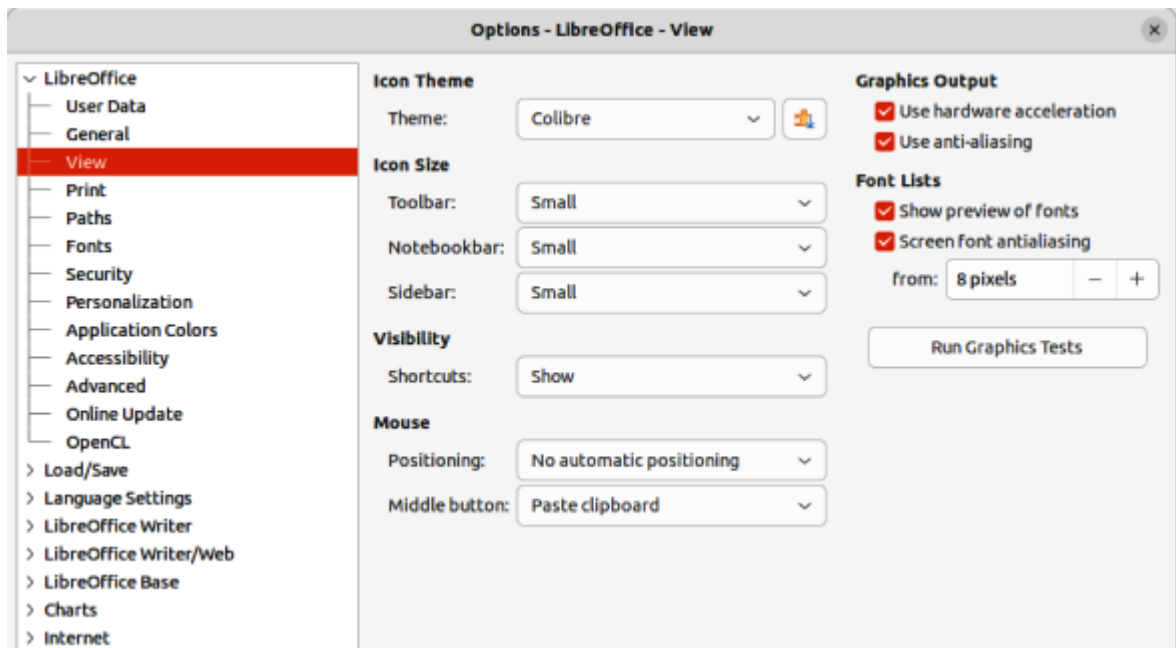 Options - LibreOffice - View
LibreOffice
User Data
General
View
Print
Paths
Fonts
Security
Personalization
Application Colors
Accessibility
Advanced
Online Update
OpenCL
Load/Save
Language Settings
LibreOffice Writer
LibreOffice Writer/Web
LibreOffice Base
Charts
Internet
Icon Theme
Theme: Colibre
Icon Size
Toolbar: Small
Notebookbar: Small
Sidebar: Small
Visibility
Shortcuts: Show
Mouse
Positioning: No automatic positioning
Middle button: Paste clipboard
Graphics Output
Use hardware acceleration
Use anti-aliasing
Font Lists
Show preview of fonts
Screen font antialiasing
from: 8 pixels
Run Graphics Tests